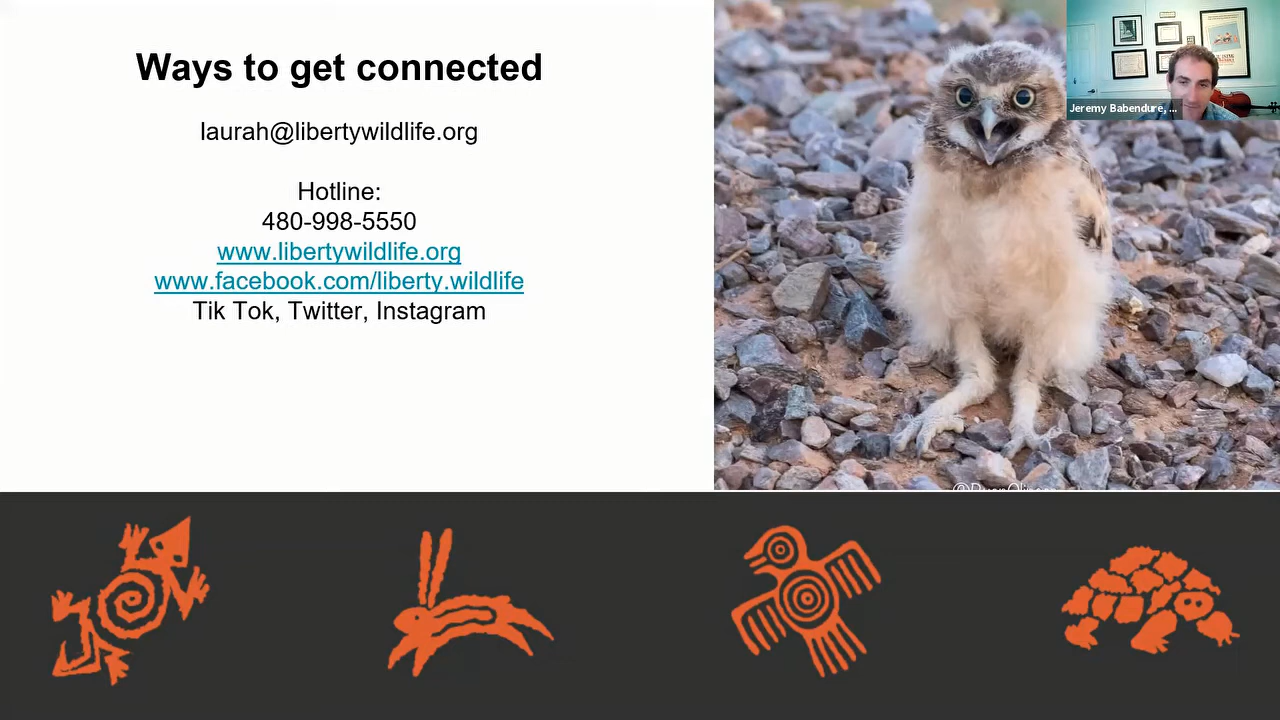 Ways to get connected
laurah@libertywildlife.org
Hotline:
480-998-5550
www.libertywildlife.org
www.facebook.com/liberty.wildlife
Tik Tok, Twitter, Instagram
Jeremy Babendure, ...